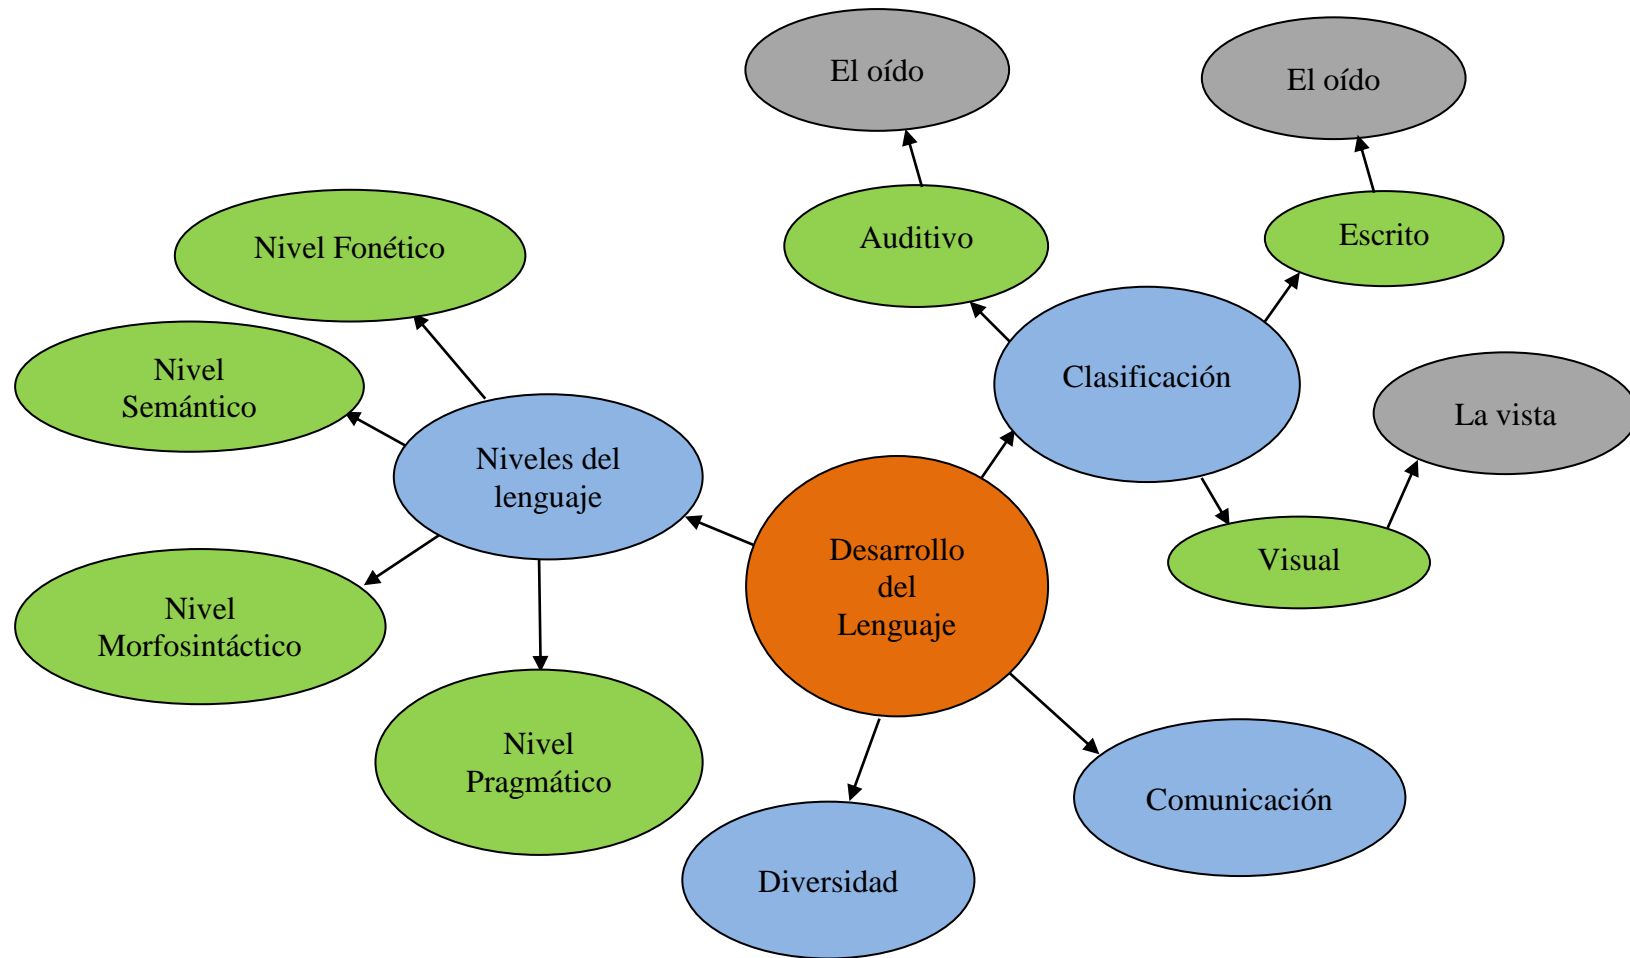 El oído
El oído
Auditivo
Escrito
Nivel Fonético
Nivel
Semántico
Clasificación
La vista
Niveles del
lenguaje
Visual
Desarrollo
del
Lenguaje
Nivel
Morfosintáctico
Nivel
Pragmático
Comunicación
Diversidad